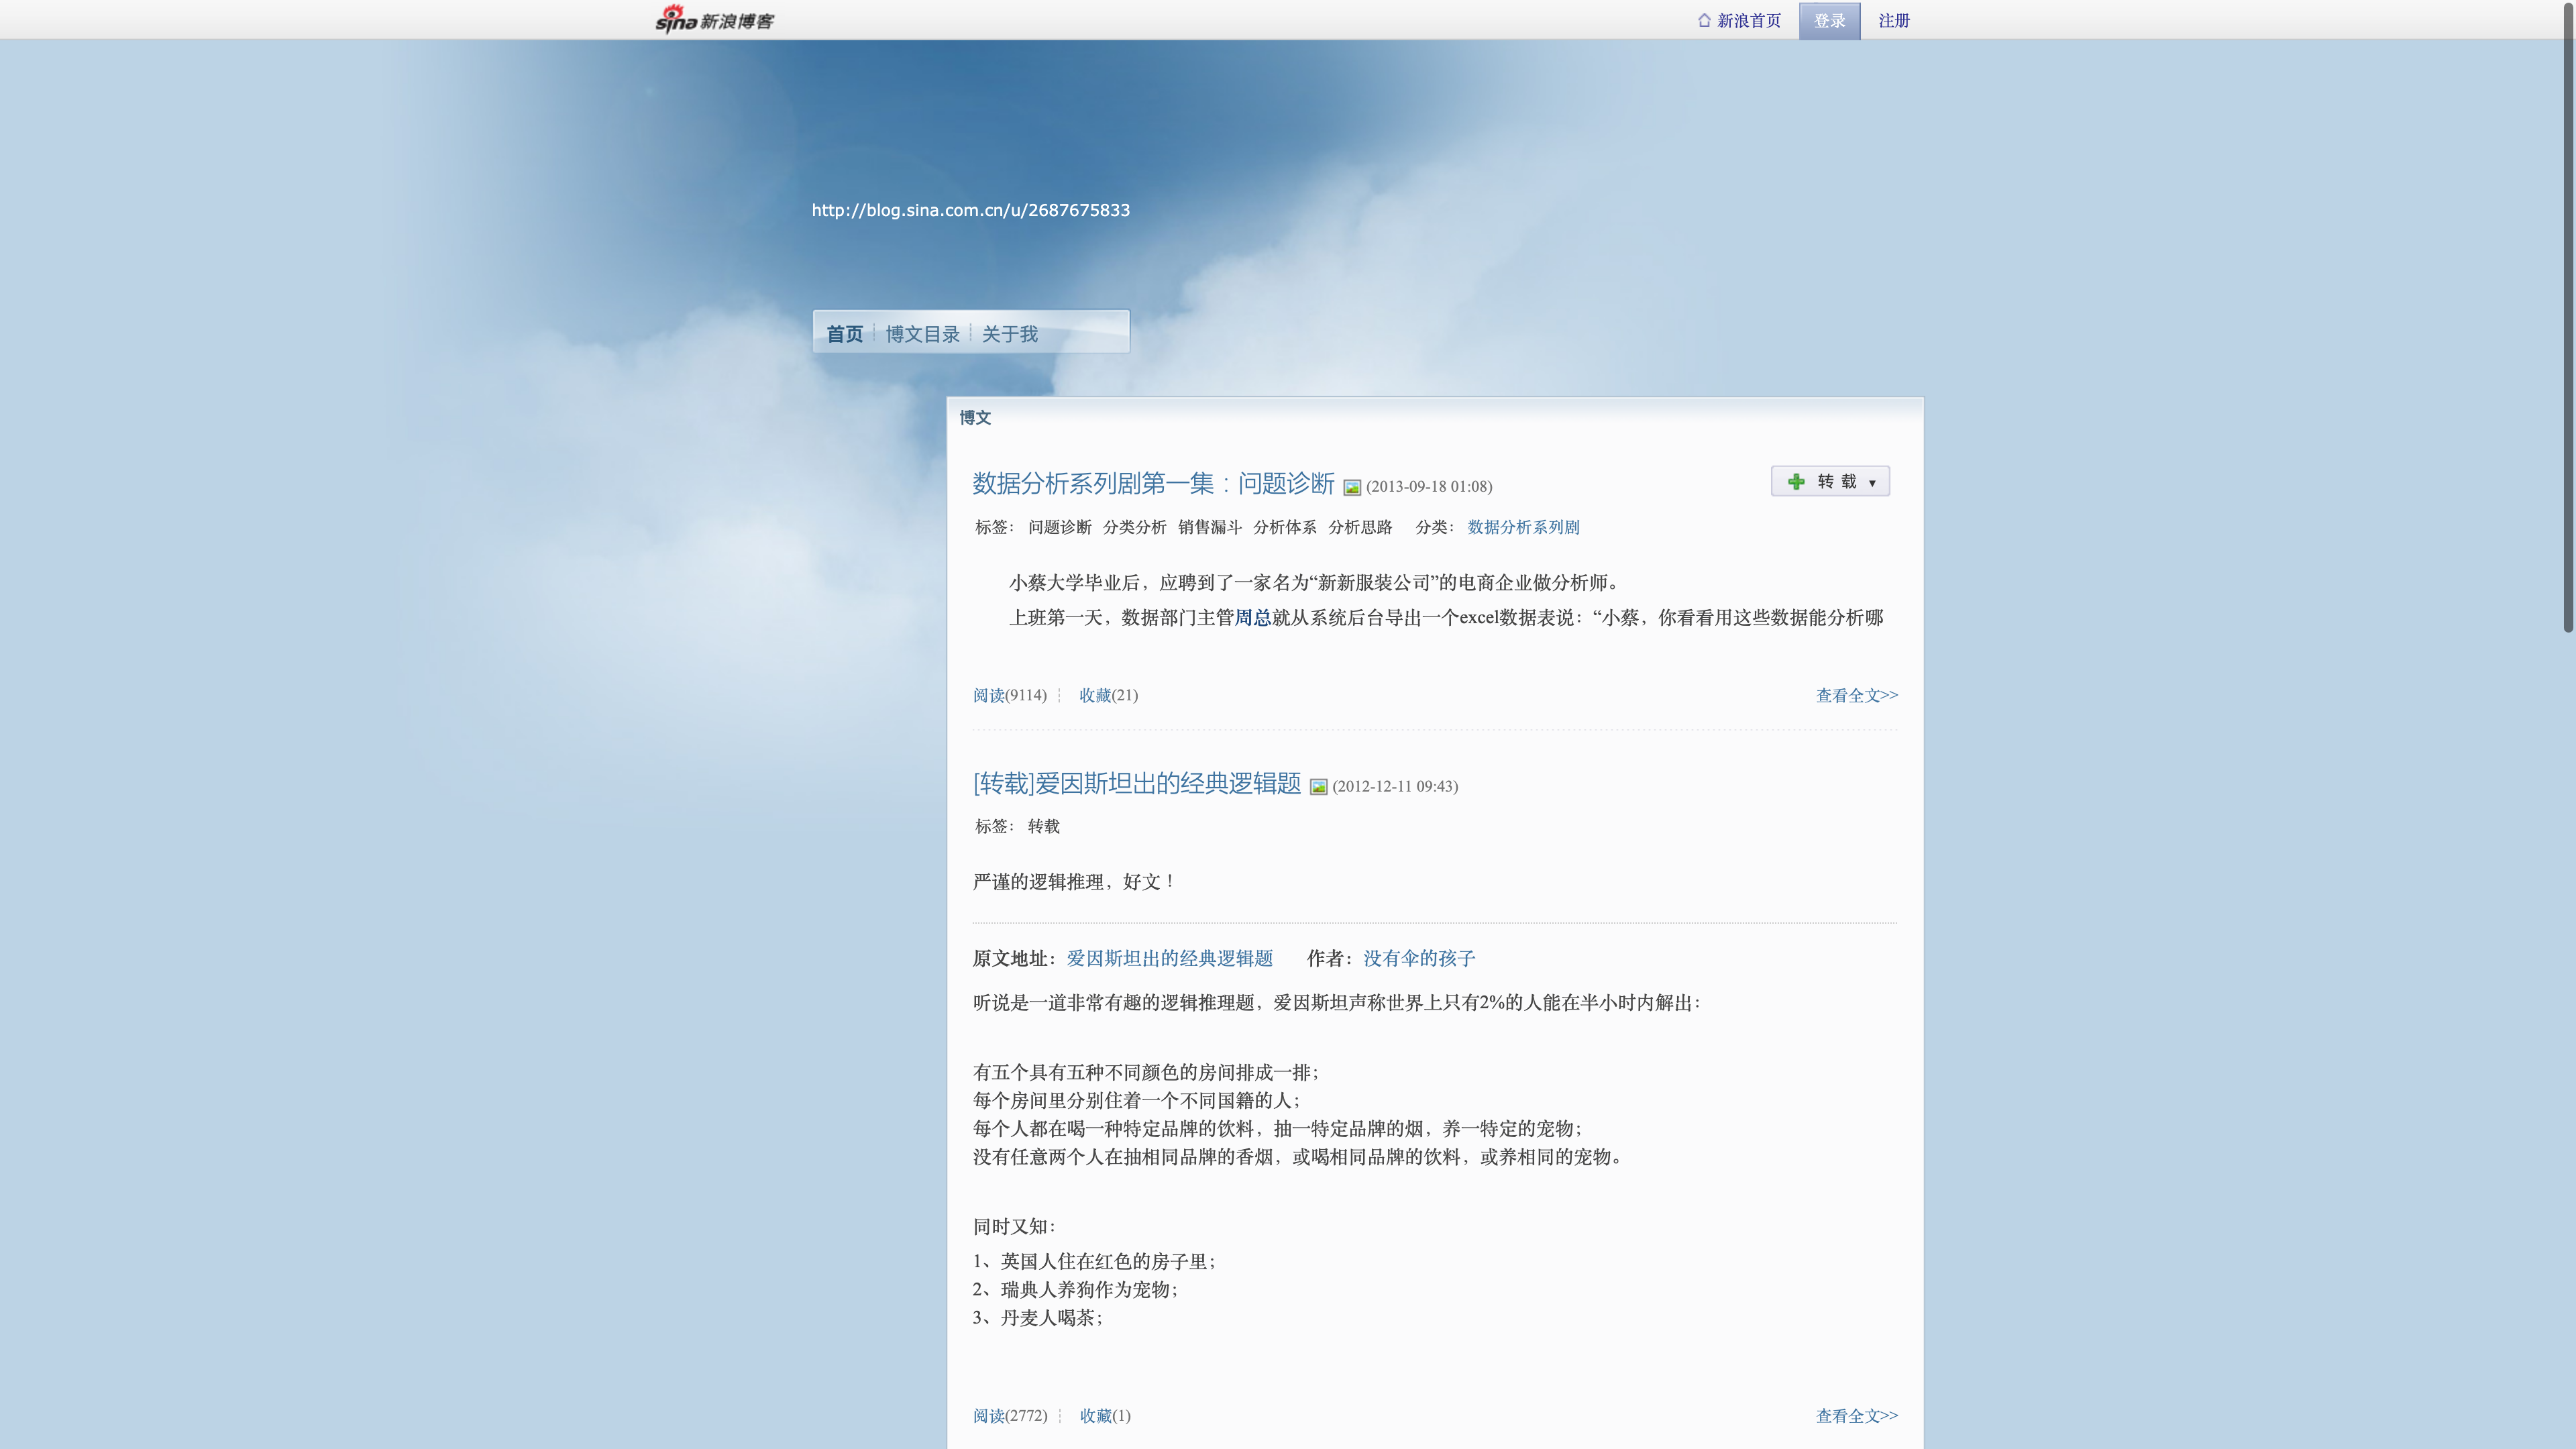 sina 新浪博客
新浪首页 登录 注册
http://blog.sina.com.cn/u/2687675833
首页 博文目录 关于我
博文
数据分析系列剧第一集：问题诊断 (2013-09-18 01:08)
转 载 ▼
标签： 问题诊断 分类分析 销售漏斗 分析体系 分析思路 分类： 数据分析系列剧
小蔡大学毕业后，应聘到了一家名为“新新服装公司”的电商企业做分析师。
上班第一天，数据部门主管周总就从系统后台导出一个excel数据表说：“小蔡，你看看用这些数据能分析哪
阅读(9114) 收藏(21) 查看全文>>
[转载]爱因斯坦出的经典逻辑题 (2012-12-11 09:43)
标签： 转载
严谨的逻辑推理，好文！
原文地址：爱因斯坦出的经典逻辑题 作者：没有伞的孩子
听说是一道非常有趣的逻辑推理题，爱因斯坦声称世界上只有2%的人能在半小时内解出：
有五个具有五种不同颜色的房间排成一排；
每个房间里分别住着一个不同国籍的人；
每个人都在喝一种特定品牌的饮料，抽一特定品牌的烟，养一特定的宠物；
没有任意两个人在抽相同品牌的香烟，或喝相同品牌的饮料，或养相同的宠物。
同时又知：
1、英国人住在红色的房子里；
2、瑞典人养狗作为宠物；
3、丹麦人喝茶；
阅读(2772) 收藏(1) 查看全文>>